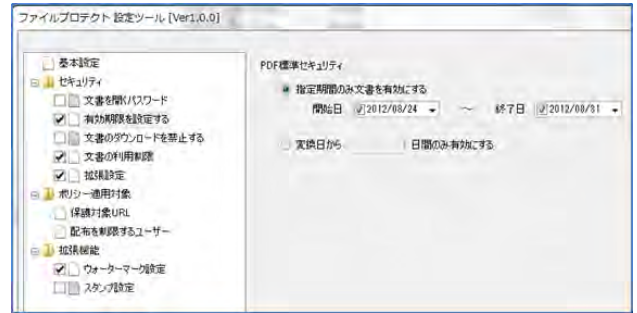 ファイルプロテクト 設定ツール [Ver1.0.0]
基本設定
セキュリティ
文書を開くパスワード
有効期限を設定する
文書のダウンロードを禁止する
文書の利用制限
拡張設定
ポリシー適用対象
保護対象URL
配布を制限するユーザー
拡張機能
ウォーターマーク設定
スタンプ設定
PDF標準セキュリティ
指定期間のみ文書を有効にする
開始日 2012/08/24 ～ 終了日 2012/08/31
変換日から 日間のみ有効にする